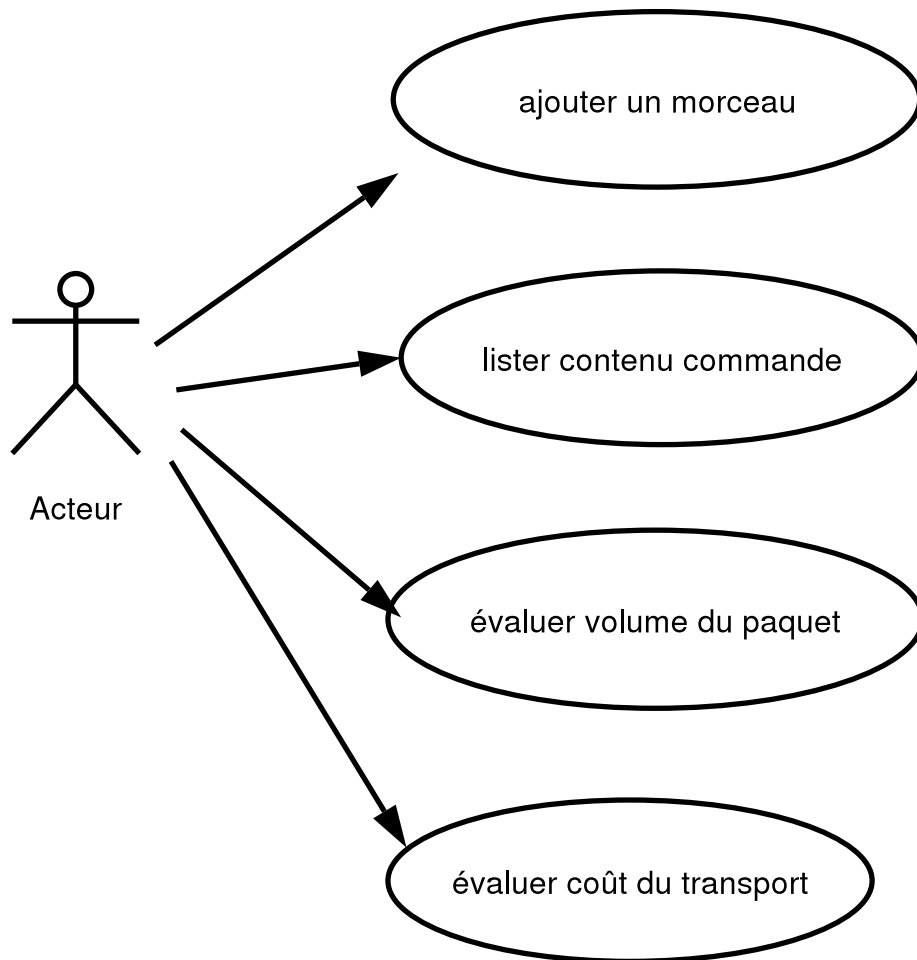 ajouter un morceau
lister contenu commande
Acteur
évaluer volume du paquet
évaluer coût du transport